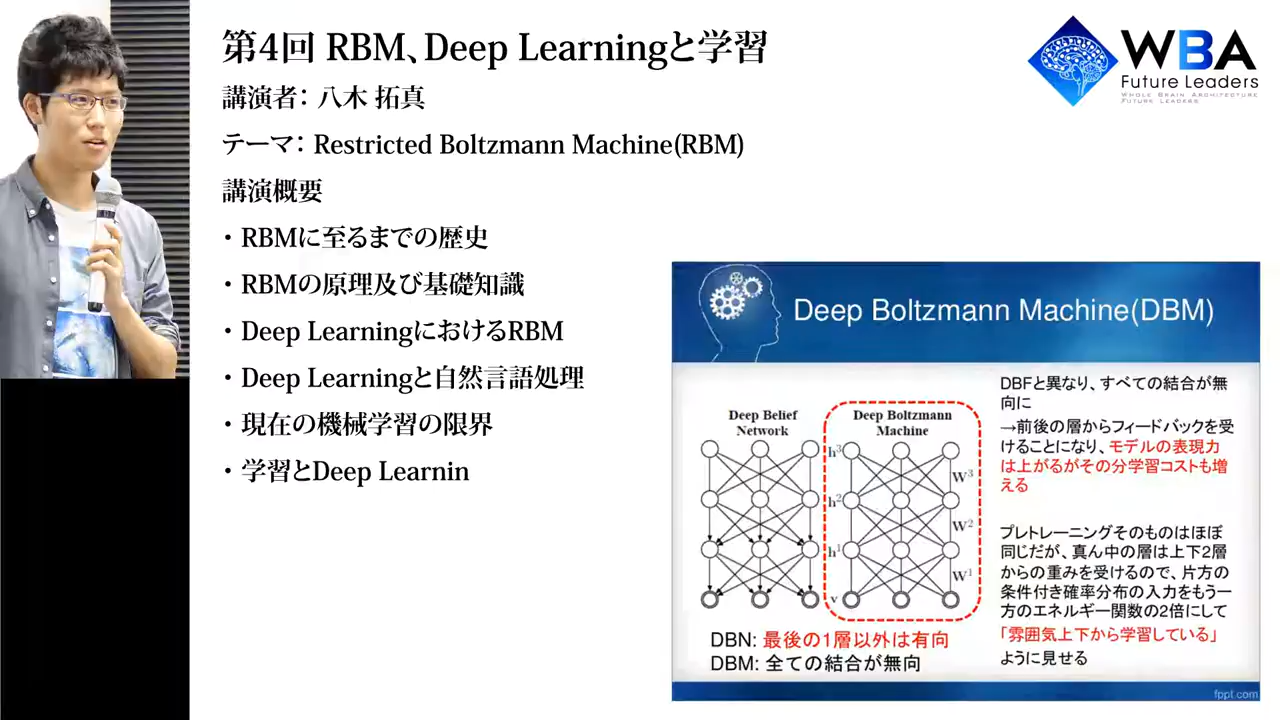 第4回 RBM、Deep Learningと学習
講演者： 八木 拓真
テーマ： Restricted Boltzmann Machine(RBM)
講演概要
・RBMに至るまでの歴史
・RBMの原理及び基礎知識
・Deep LearningにおけるRBM
・Deep Learningと自然言語処理
・現在の機械学習の限界
・学習とDeep Learnin
WBA
Future Leaders
WHOLE BRAIN ARCHITECTURE
FUTURE LEADERS
Deep Boltzmann Machine(DBM)
Deep Belief
Network
Deep Boltzmann
Machine
h³
W³
h²
W²
h¹
W¹
v
DBN: 最後の1層以外は有向
DBM: 全ての結合が無向
DBFと異なり、すべての結合が無
向に
→前後の層からフィードバックを受
けることになり、モデルの表現力
は上がるがその分学習コストも増
える
プレトレーニングそのものはほぼ
同じだが、真ん中の層は上下2層
からの重みを受けるので、片方の
条件付き確率分布の入力をもう一
方のエネルギー関数の2倍にして
「雰囲気上下から学習している」
ように見せる
fppt.com